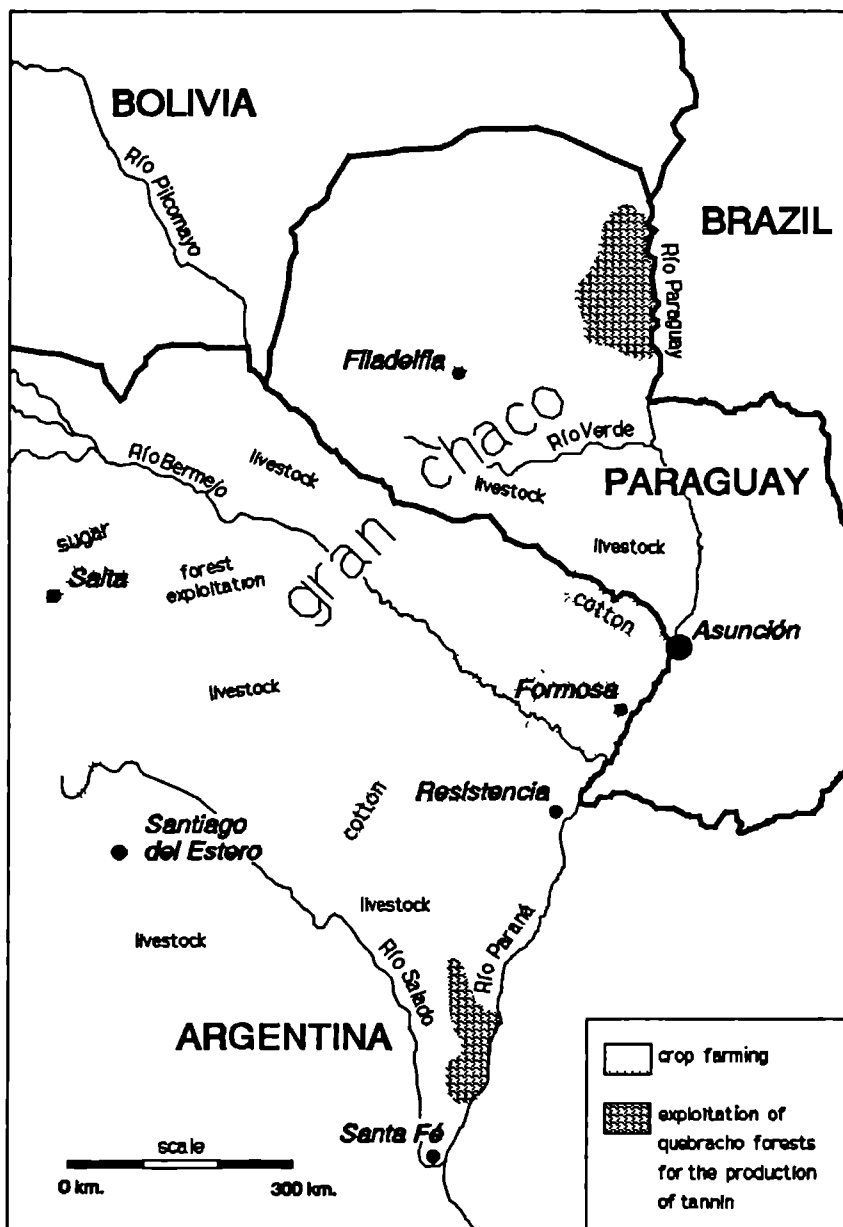 BOLIVIA
Río Pilcomayo
BRAZIL
Río Paraguay
Filadelfia
chaco
Río Verde
Río Bermejo
livestock
livestock
PARAGUAY
sugar
Salta
forest
exploitation
gran
livestock
cotton
Asunción
livestock
Formosa
cotton
Resistencia
Santiago
del Estero
livestock
livestock
Río Salado
Río Paraná
ARGENTINA
Santa Fé
scale
0 km.
300 km.
crop farming
exploitation of
quebracho forests
for the production
of tannin